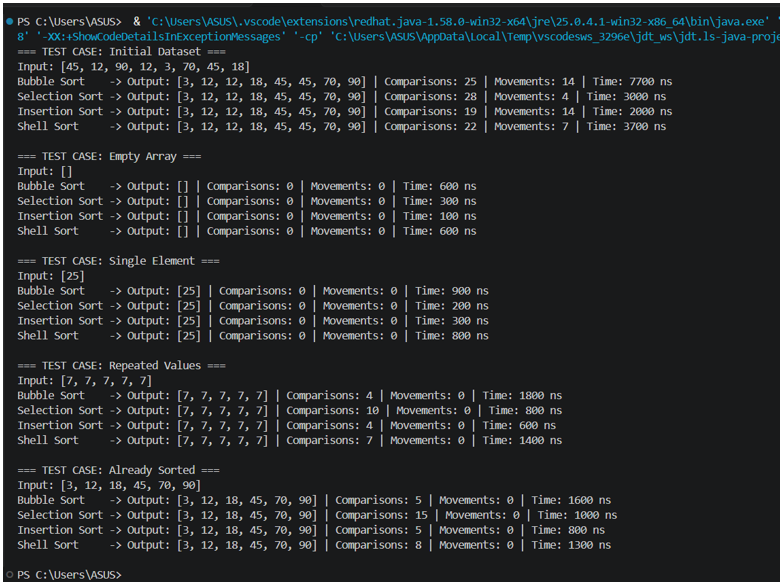 PS C:\Users\ASUS> & 'C:\Users\ASUS\.vscode\extensions\redhat.java-1.58.0-win32-x64\jre\25.0.4.1-win32-x86_64\bin\java.exe' '
8' '-XX:+ShowCodeDetailsInExceptionMessages' '-cp' 'C:\Users\ASUS\AppData\Local\Temp\vscodesws_3296e\jdt_ws\jdt.ls-java-proje
=== TEST CASE: Initial Dataset ===
Input: [45, 12, 90, 12, 3, 70, 45, 18]
Bubble Sort    -> Output: [3, 12, 12, 18, 45, 45, 70, 90] | Comparisons: 25 | Movements: 14 | Time: 7700 ns
Selection Sort -> Output: [3, 12, 12, 18, 45, 45, 70, 90] | Comparisons: 28 | Movements: 4 | Time: 3000 ns
Insertion Sort -> Output: [3, 12, 12, 18, 45, 45, 70, 90] | Comparisons: 19 | Movements: 14 | Time: 2000 ns
Shell Sort     -> Output: [3, 12, 12, 18, 45, 45, 70, 90] | Comparisons: 22 | Movements: 7 | Time: 3700 ns
=== TEST CASE: Empty Array ===
Input: []
Bubble Sort    -> Output: [] | Comparisons: 0 | Movements: 0 | Time: 600 ns
Selection Sort -> Output: [] | Comparisons: 0 | Movements: 0 | Time: 300 ns
Insertion Sort -> Output: [] | Comparisons: 0 | Movements: 0 | Time: 100 ns
Shell Sort     -> Output: [] | Comparisons: 0 | Movements: 0 | Time: 600 ns
=== TEST CASE: Single Element ===
Input: [25]
Bubble Sort    -> Output: [25] | Comparisons: 0 | Movements: 0 | Time: 900 ns
Selection Sort -> Output: [25] | Comparisons: 0 | Movements: 0 | Time: 200 ns
Insertion Sort -> Output: [25] | Comparisons: 0 | Movements: 0 | Time: 300 ns
Shell Sort     -> Output: [25] | Comparisons: 0 | Movements: 0 | Time: 800 ns
=== TEST CASE: Repeated Values ===
Input: [7, 7, 7, 7, 7]
Bubble Sort    -> Output: [7, 7, 7, 7, 7] | Comparisons: 4 | Movements: 0 | Time: 1800 ns
Selection Sort -> Output: [7, 7, 7, 7, 7] | Comparisons: 10 | Movements: 0 | Time: 800 ns
Insertion Sort -> Output: [7, 7, 7, 7, 7] | Comparisons: 4 | Movements: 0 | Time: 600 ns
Shell Sort     -> Output: [7, 7, 7, 7, 7] | Comparisons: 7 | Movements: 0 | Time: 1400 ns
=== TEST CASE: Already Sorted ===
Input: [3, 12, 18, 45, 70, 90]
Bubble Sort    -> Output: [3, 12, 18, 45, 70, 90] | Comparisons: 5 | Movements: 0 | Time: 1600 ns
Selection Sort -> Output: [3, 12, 18, 45, 70, 90] | Comparisons: 15 | Movements: 0 | Time: 1000 ns
Insertion Sort -> Output: [3, 12, 18, 45, 70, 90] | Comparisons: 5 | Movements: 0 | Time: 800 ns
Shell Sort     -> Output: [3, 12, 18, 45, 70, 90] | Comparisons: 8 | Movements: 0 | Time: 1300 ns
PS C:\Users\ASUS>